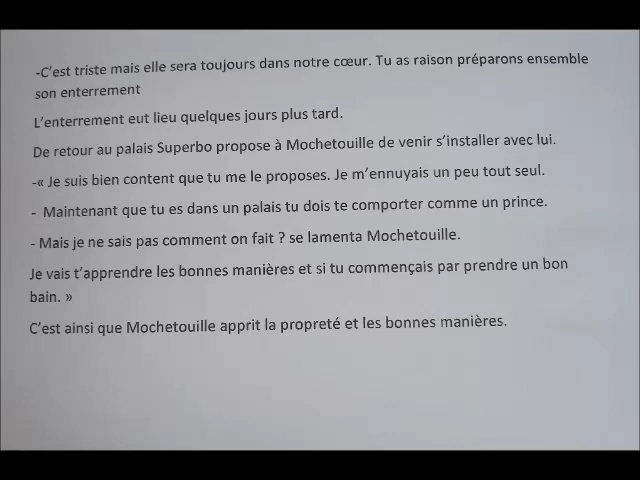 -C'est triste mais elle sera toujours dans notre cœur. Tu as raison préparons ensemble
son enterrement
L'enterrement eut lieu quelques jours plus tard.
De retour au palais Superbo propose à Mochetouille de venir s'installer avec lui.
-« Je suis bien content que tu me le proposes. Je m'ennuyais un peu tout seul.
- Maintenant que tu es dans un palais tu dois te comporter comme un prince.
- Mais je ne sais pas comment on fait ? se lamenta Mochetouille.
Je vais t'apprendre les bonnes manières et si tu commençais par prendre un bon
bain. »
C'est ainsi que Mochetouille apprit la propreté et les bonnes manières.